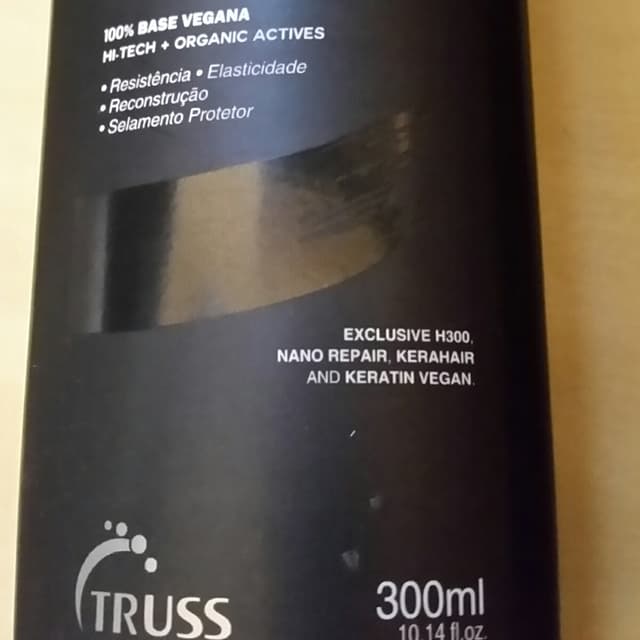 100% BASE VEGANA
HI-TECH + ORGANIC ACTIVES
• Resistência • Elasticidade
• Reconstrução
• Selamento Protetor
EXCLUSIVE H300,
NANO REPAIR, KERAHAIR
AND KERATIN VEGAN.
TRUSS
300ml
10.14 fl.oz